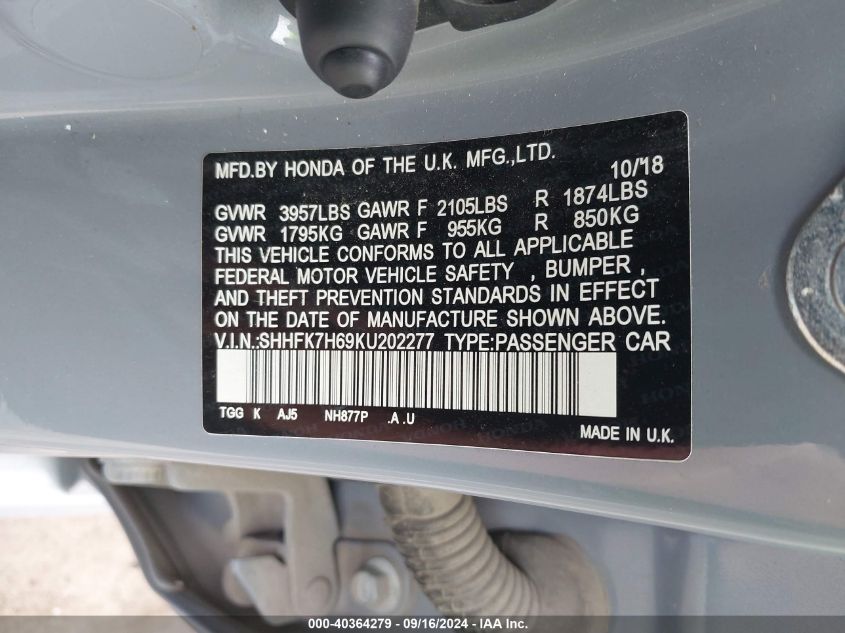 MFD.BY HONDA OF THE U.K. MFG.,LTD. 10/18
GVWR 3957LBS GAWR F 2105LBS R 1874LBS
GVWR 1795KG GAWR F 955KG R 850KG
THIS VEHICLE CONFORMS TO ALL APPLICABLE
FEDERAL MOTOR VEHICLE SAFETY , BUMPER ,
AND THEFT PREVENTION STANDARDS IN EFFECT
ON THE DATE OF MANUFACTURE SHOWN ABOVE.
V.I.N.:SHHFK7H69KU202277 TYPE:PASSENGER CAR
TGG K AJ5 NH877P .A .U
MADE IN U.K.
000-40364279 - 09/16/2024 - IAA Inc.